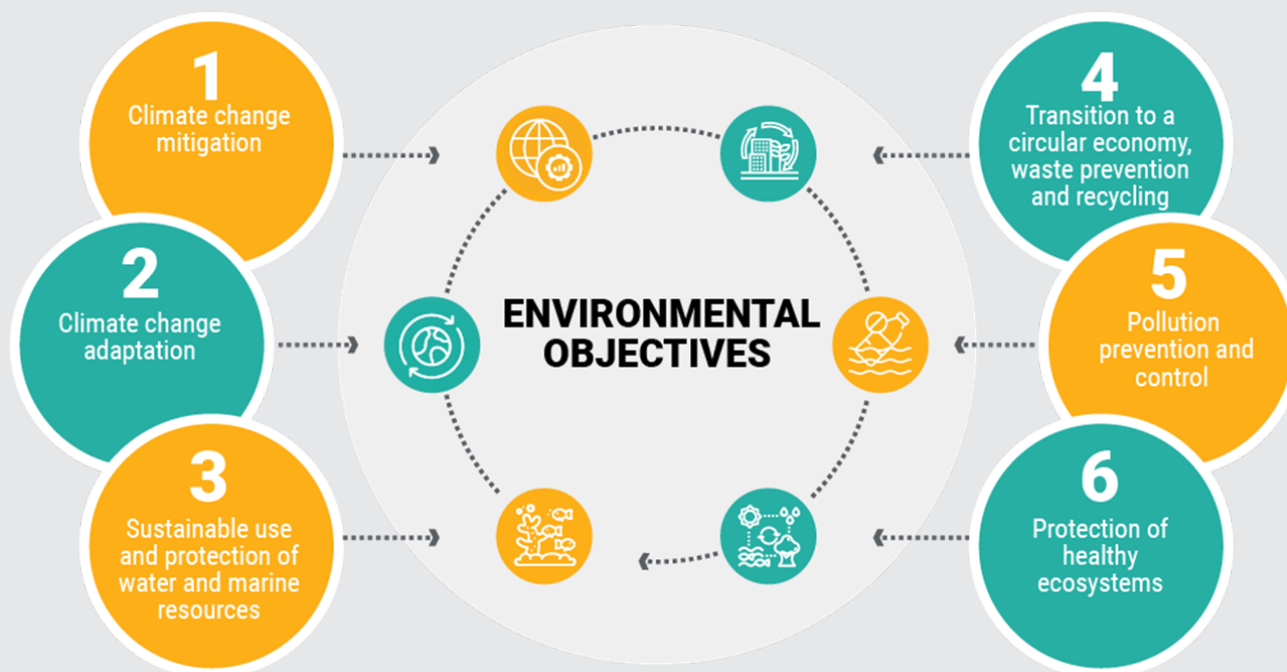 1
Climate change
mitigation
2
Climate change
adaptation
3
Sustainable use
and protection of
water and marine
resources
ENVIRONMENTAL
OBJECTIVES
4
Transition to a
circular economy,
waste prevention
and recycling
5
Pollution
prevention and
control
6
Protection of
healthy
ecosystems